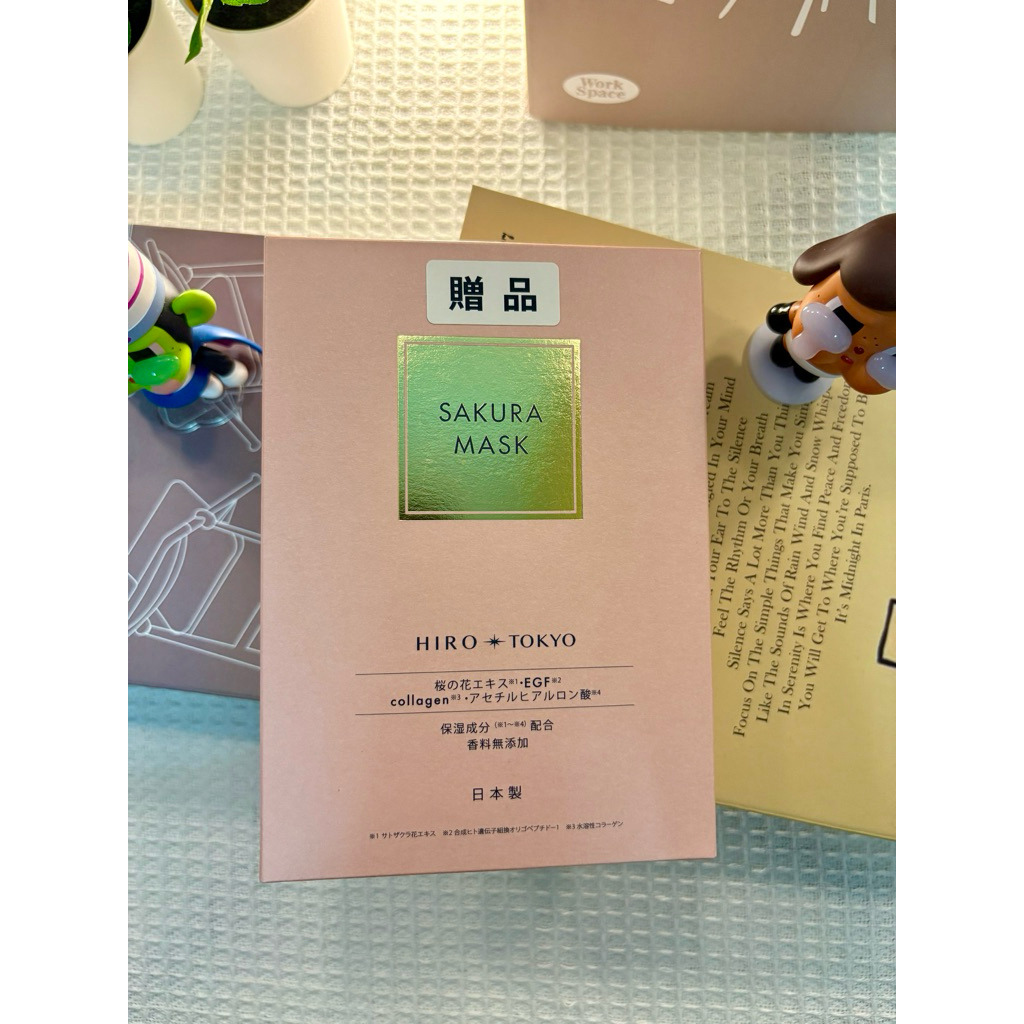 Work
Space
贈品
SAKURA
MASK
HIRO TOKYO
桜の花エキス※1・EGF※2
collagen※3・アセチルヒアルロン酸※4
保湿成分(※1~※4)配合
香料無添加
日本製
※1 サトザクラ花エキス ※2 合成ヒト遺伝子組換オリゴペプチド-1 ※3 水溶性コラーゲン
In Your Mind
Your Ear To The Silence
Feel The Rhythm Or Your Breath
Silence Says A Lot More Than You
Focus On The Simple Things That Make You
Like The Sounds Of Rain Wind And Snow
In Serenity Is Where You Find Peace And Freedom
You Will Get To Where You're Supposed To
It's Midnight In Paris.